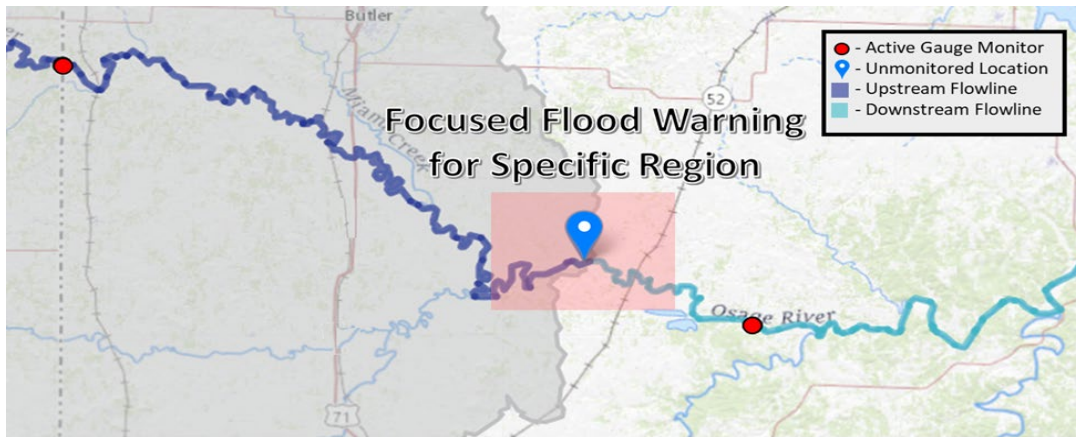 Butler
52
- Active Gauge Monitor
- Unmonitored Location
- Upstream Flowline
- Downstream Flowline
Miami Creek
Focused Flood Warning
for Specific Region
Osage River
71